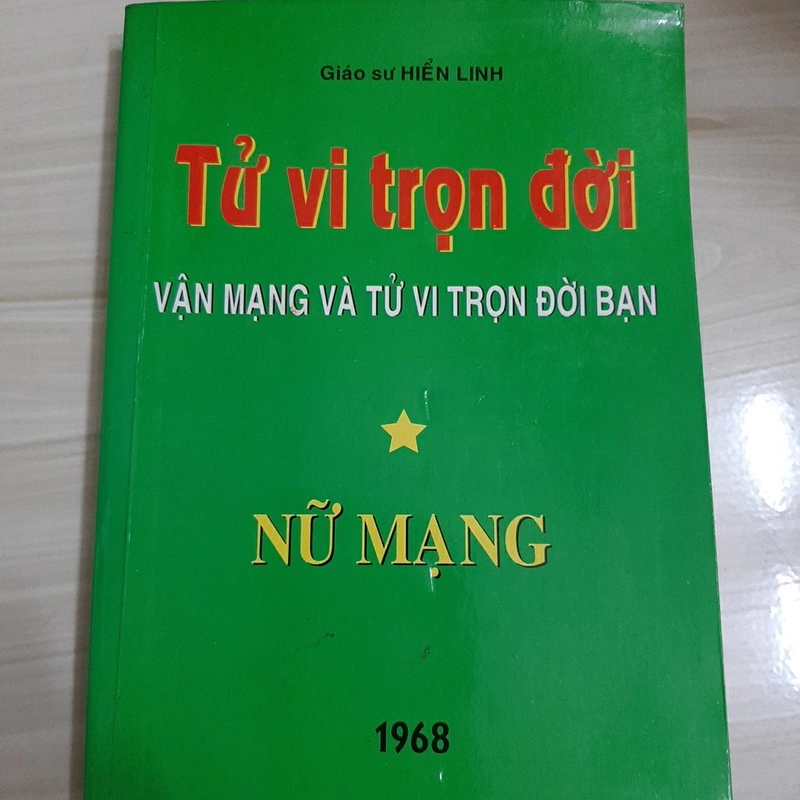 Giáo sư HIỂN LINH
Tử vi trọn đời
VẬN MẠNG VÀ TỬ VI TRỌN ĐỜI BẠN
NỮ MẠNG
1968